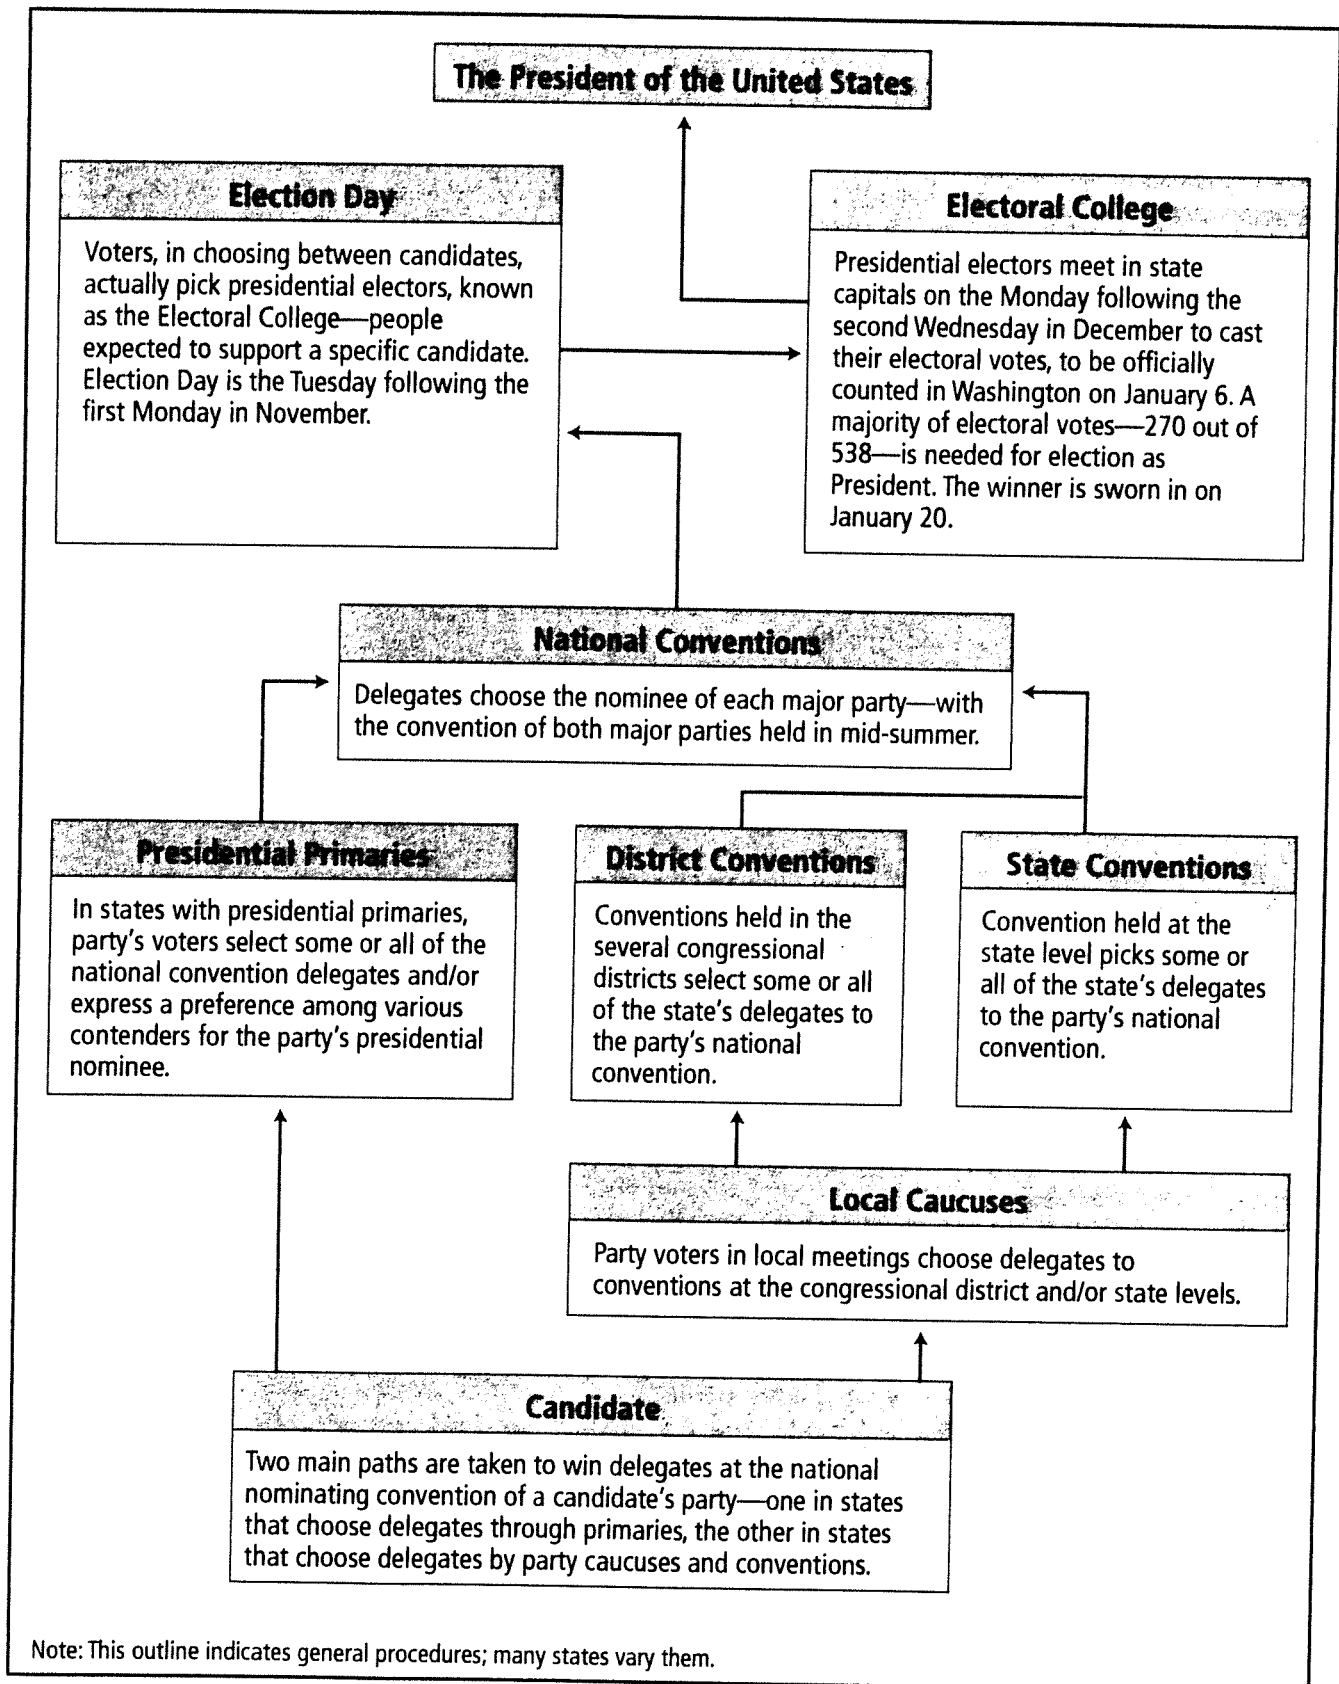 The President of the United States
Election Day
Voters, in choosing between candidates,
actually pick presidential electors, known
as the Electoral College—people
expected to support a specific candidate.
Election Day is the Tuesday following the
first Monday in November.
Electoral College
Presidential electors meet in state
capitals on the Monday following the
second Wednesday in December to cast
their electoral votes, to be officially
counted in Washington on January 6. A
majority of electoral votes—270 out of
538—is needed for election as
President. The winner is sworn in on
January 20.
National Conventions
Delegates choose the nominee of each major party—with
the convention of both major parties held in mid-summer.
Presidential Primaries
In states with presidential primaries,
party's voters select some or all of the
national convention delegates and/or
express a preference among various
contenders for the party's presidential
nominee.
District Conventions
Conventions held in the
several congressional
districts select some or all
of the state's delegates to
the party's national
convention.
State Conventions
Convention held at the
state level picks some or
all of the state's delegates
to the party's national
convention.
Local Caucuses
Party voters in local meetings choose delegates to
conventions at the congressional district and/or state levels.
Candidate
Two main paths are taken to win delegates at the national
nominating convention of a candidate's party—one in states
that choose delegates through primaries, the other in states
that choose delegates by party caucuses and conventions.
Note: This outline indicates general procedures; many states vary them.